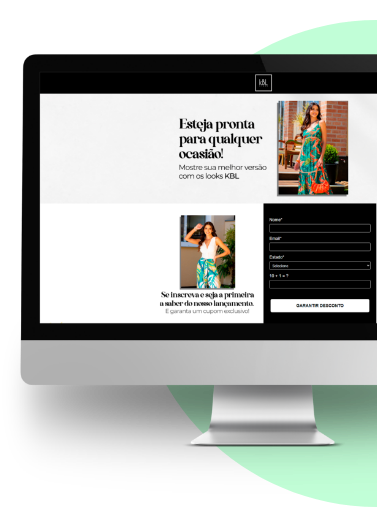 KBL
Esteja pronta
para qualquer
ocasião!
Mostre sua melhor versão
com os looks KBL
Nome*
Email*
Estado*
Selecione
10 + 1 = ?
GARANTIR DESCONTO
Se inscreva e seja a primeira
a saber do nosso lançamento.
E garanta um cupom exclusivo!